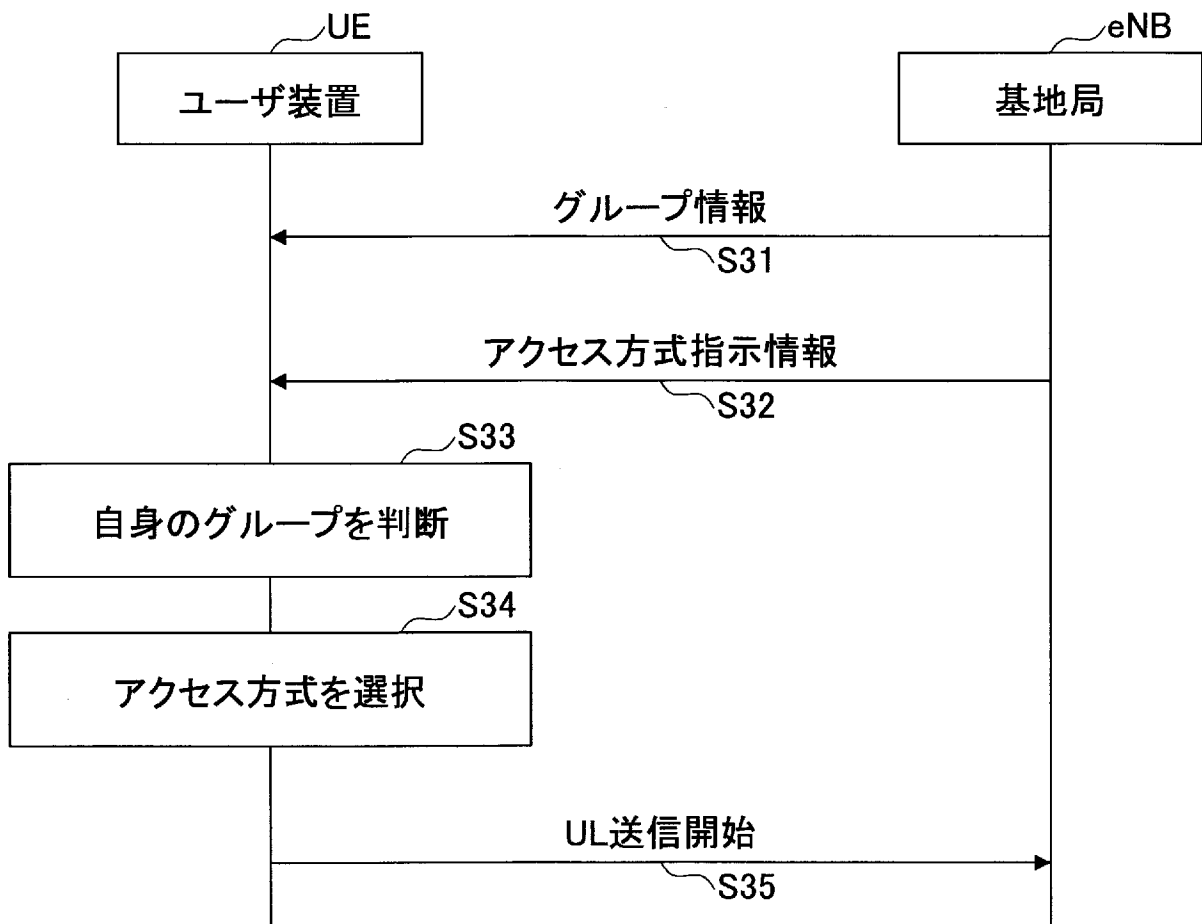 UE
eNB
ユーザ装置
基地局
グループ情報
S31
アクセス方式指示情報
S32
S33
自身のグループを判断
S34
アクセス方式を選択
UL送信開始
S35